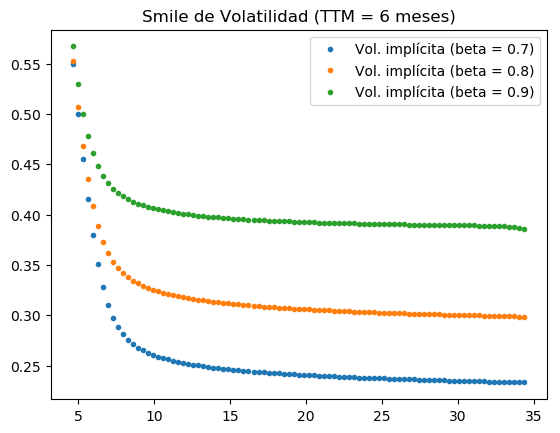 Smile de Volatilidad (TTM = 6 meses)
Vol. implícita (beta = 0.7)
Vol. implícita (beta = 0.8)
Vol. implícita (beta = 0.9)
0.55
0.50
0.45
0.40
0.35
0.30
0.25
5 10 15 20 25 30 35